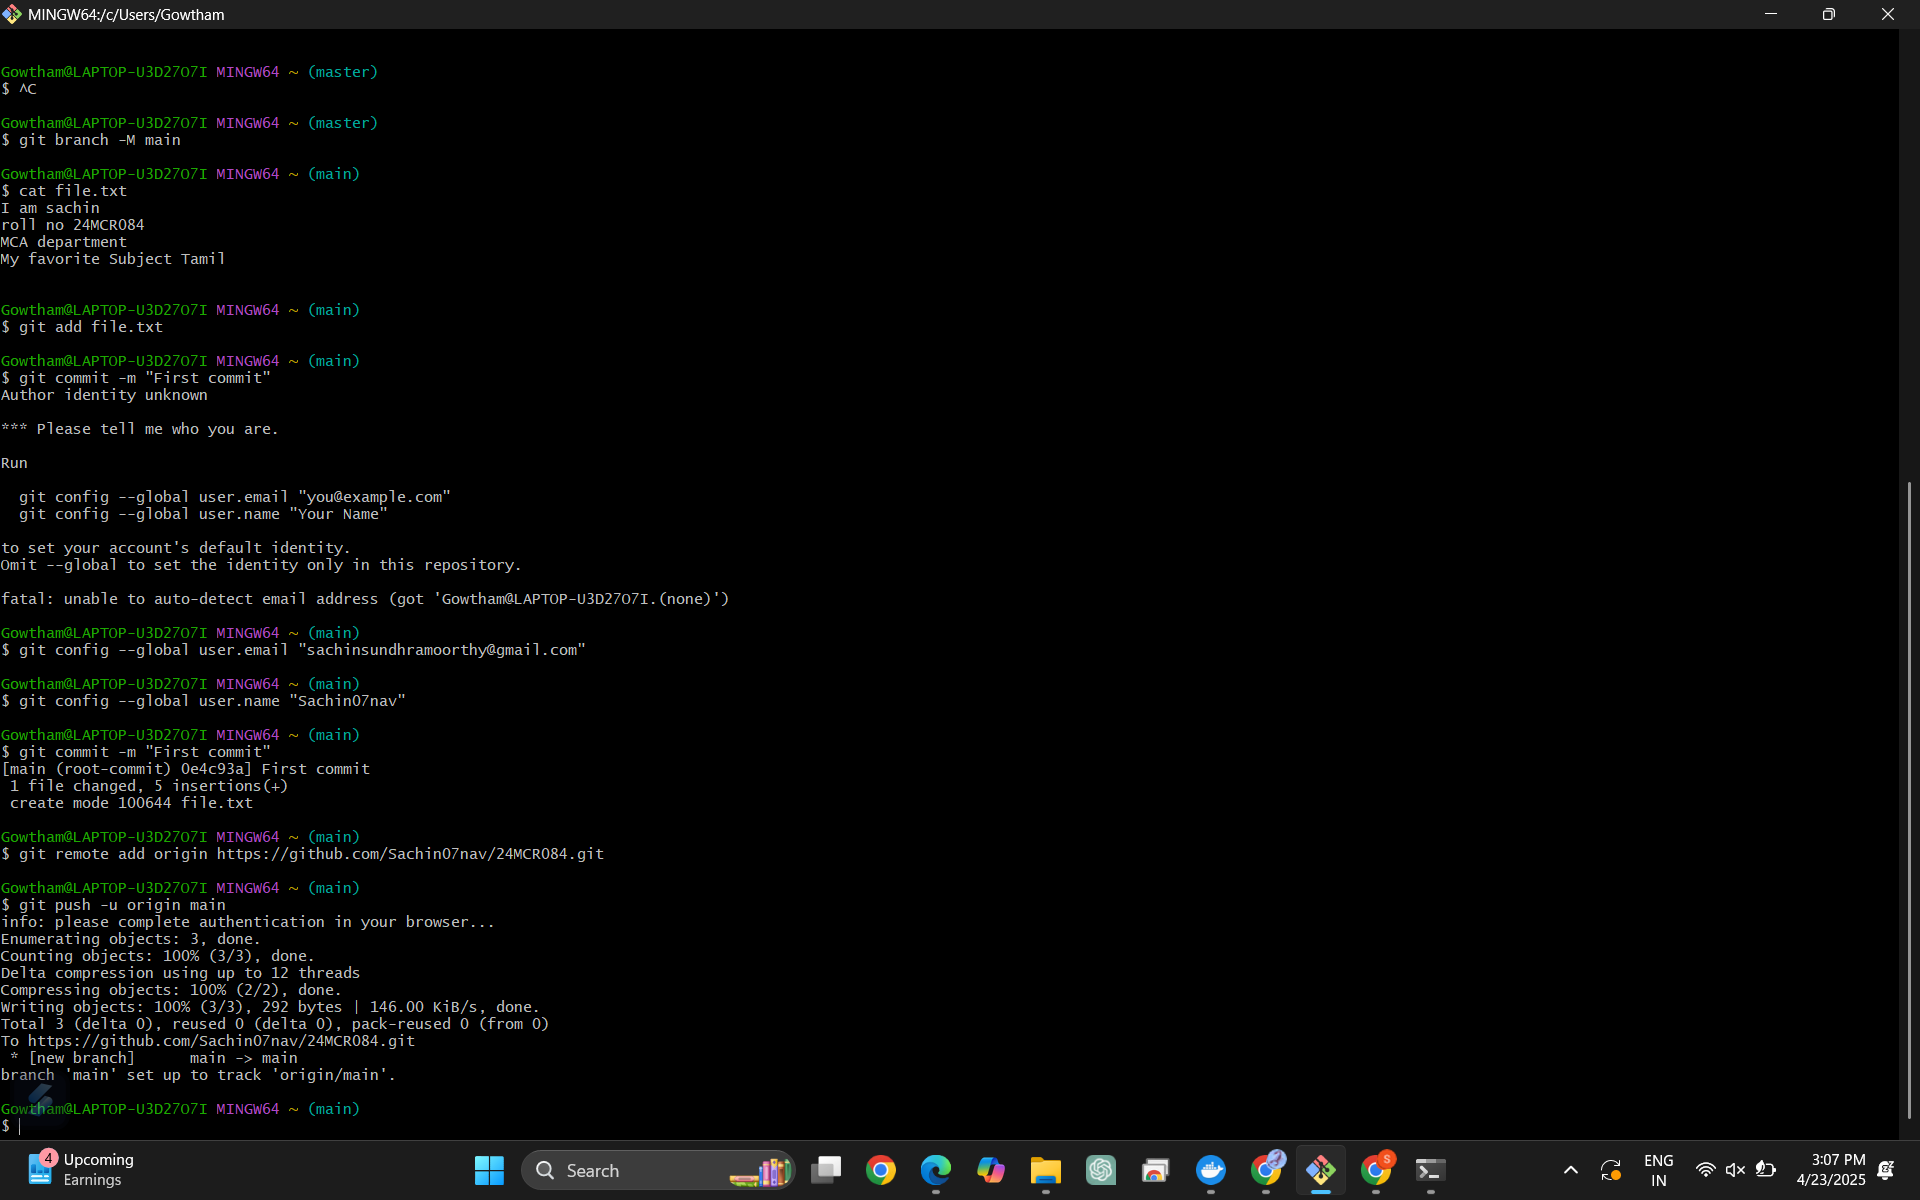 MINGW64:/c/Users/Gowtham
Gowtham@LAPTOP-U3D27O7I MINGW64 ~ (master)
$ ^C
Gowtham@LAPTOP-U3D27O7I MINGW64 ~ (master)
$ git branch -M main
Gowtham@LAPTOP-U3D27O7I MINGW64 ~ (main)
$ cat file.txt
I am sachin
roll no 24MCR084
MCA department
My favorite Subject Tamil
Gowtham@LAPTOP-U3D27O7I MINGW64 ~ (main)
$ git add file.txt
Gowtham@LAPTOP-U3D27O7I MINGW64 ~ (main)
$ git commit -m "First commit"
Author identity unknown
*** Please tell me who you are.
Run
git config --global user.email "you@example.com"
git config --global user.name "Your Name"
to set your account's default identity.
Omit --global to set the identity only in this repository.
fatal: unable to auto-detect email address (got 'Gowtham@LAPTOP-U3D27O7I.(none)')
Gowtham@LAPTOP-U3D27O7I MINGW64 ~ (main)
$ git config --global user.email "sachinsundhramoorthy@gmail.com"
Gowtham@LAPTOP-U3D27O7I MINGW64 ~ (main)
$ git config --global user.name "Sachin07nav"
Gowtham@LAPTOP-U3D27O7I MINGW64 ~ (main)
$ git commit -m "First commit"
[main (root-commit) 0e4c93a] First commit
1 file changed, 5 insertions(+)
create mode 100644 file.txt
Gowtham@LAPTOP-U3D27O7I MINGW64 ~ (main)
$ git remote add origin https://github.com/Sachin07nav/24MCR084.git
Gowtham@LAPTOP-U3D27O7I MINGW64 ~ (main)
$ git push -u origin main
info: please complete authentication in your browser...
Enumerating objects: 3, done.
Counting objects: 100% (3/3), done.
Delta compression using up to 12 threads
Compressing objects: 100% (2/2), done.
Writing objects: 100% (3/3), 292 bytes | 146.00 KiB/s, done.
Total 3 (delta 0), reused 0 (delta 0), pack-reused 0 (from 0)
To https://github.com/Sachin07nav/24MCR084.git
* [new branch]      main -> main
branch 'main' set up to track 'origin/main'.
Gowtham@LAPTOP-U3D27O7I MINGW64 ~ (main)
$
4
Upcoming
Earnings
Search
S
ENG
IN
3:07 PM
4/23/2025